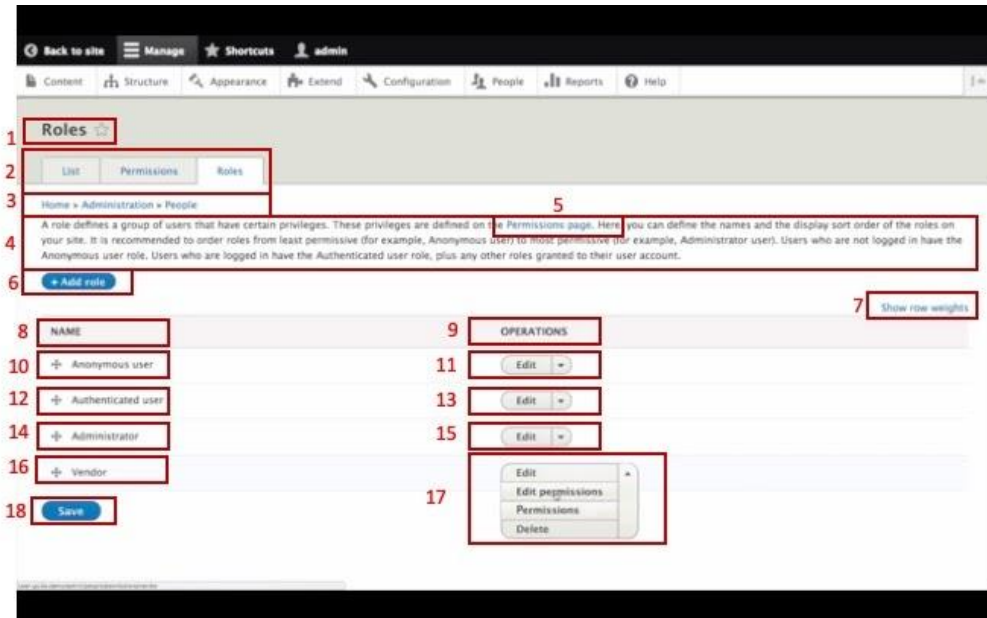 Back to site Manage Shortcuts admin
Content Structure Appearance Extend Configuration People Reports Help
1 Roles
2 List Permissions Roles
3 Home » Administration » People
5
4 A role defines a group of users that have certain privileges. These privileges are defined on the Permissions page. Here, you can define the names and the display sort order of the roles on
your site. It is recommended to order roles from least permissive (for example, Anonymous user) to most permissive (for example, Administrator user). Users who are not logged in have the
Anonymous user role. Users who are logged in have the Authenticated user role, plus any other roles granted to their user account.
6 + Add role
7 Show row weights
8 NAME 9 OPERATIONS
10 Anonymous user 11 Edit
12 Authenticated user 13 Edit
14 Administrator 15 Edit
16 Vendor 17 Edit
Edit permissions
Permissions
Delete
18 Save